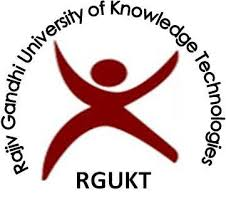 Rajiv Gandhi University of Knowledge Technologies
RGUKT